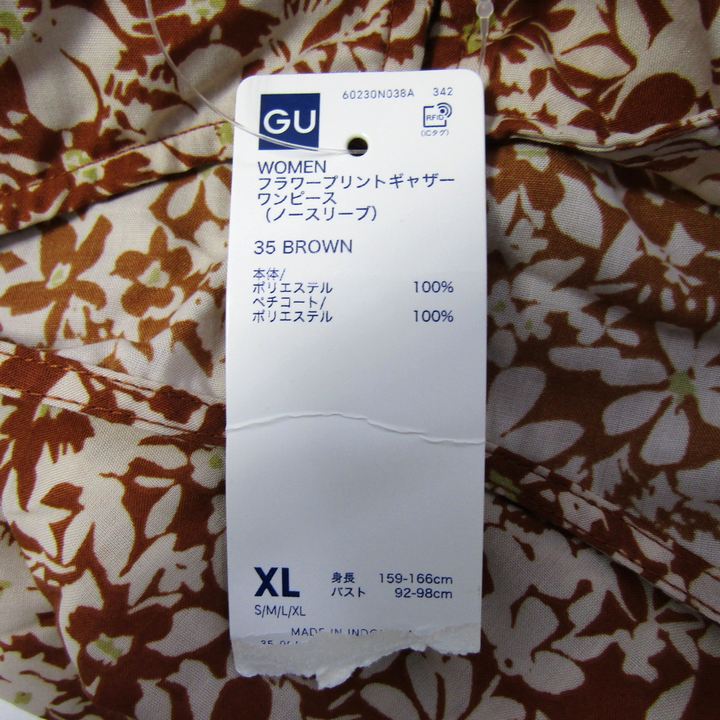 60230N038A 342
GU
RFID
(ICタグ)
WOMEN
フラワープリントギャザー
ワンピース
(ノースリーブ)
35 BROWN
本体/
ポリエステル 100%
ペチコート/
ポリエステル 100%
XL 身長 159-166cm
S/M/L/XL バスト 92-98cm
MADE IN